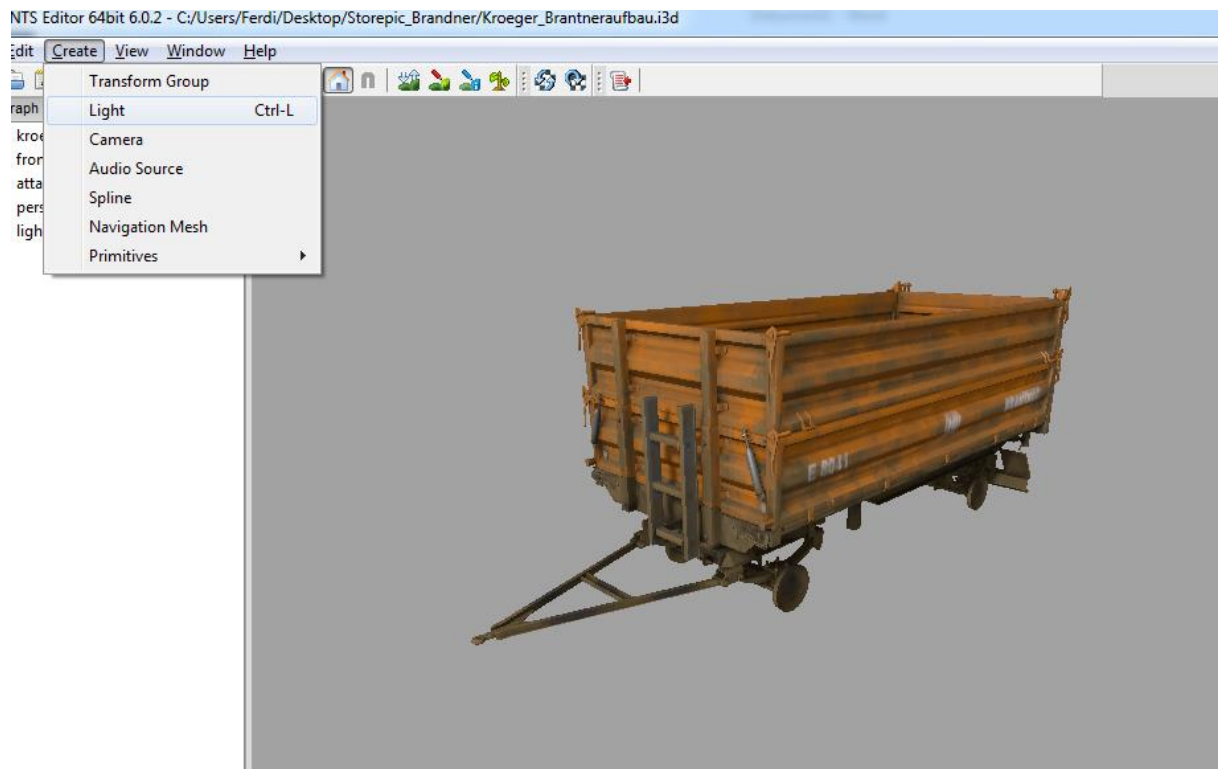 NTS Editor 64bit 6.0.2 - C:/Users/Ferdi/Desktop/Storepic_Brandner/Kroeger_Brantneraufbau.i3d
Edit Create View Window Help
Transform Group
raph
Light Ctrl-L
kroe
Camera
fron
Audio Source
atta
Spline
pers
Navigation Mesh
ligh
Primitives
E 8041